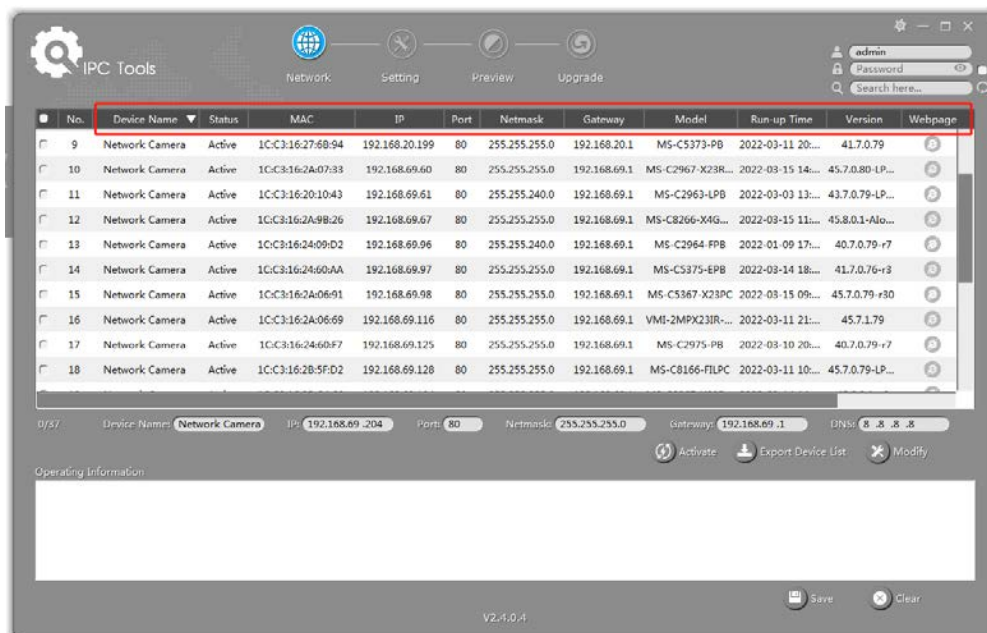 IPC Tools
Network Setting Preview Upgrade
admin
Password
Search here...
No. Device Name ▼ Status MAC IP Port Netmask Gateway Model Run-up Time Version Webpage
9 Network Camera Active 1C:C3:16:27:6B:94 192.168.20.199 80 255.255.255.0 192.168.20.1 MS-C5373-PB 2022-03-11 20:... 41.7.0.79
10 Network Camera Active 1C:C3:16:2A:07:33 192.168.69.60 80 255.255.255.0 192.168.69.1 MS-C2967-X23R... 2022-03-15 14:... 45.7.0.80-LP...
11 Network Camera Active 1C:C3:16:20:10:43 192.168.69.61 80 255.255.240.0 192.168.69.1 MS-C2963-LPB 2022-03-03 13:... 43.7.0.79-LP...
12 Network Camera Active 1C:C3:16:2A:9B:26 192.168.69.67 80 255.255.255.0 192.168.69.1 MS-C8266-X4G... 2022-03-15 11:... 45.8.0.1-AIo...
13 Network Camera Active 1C:C3:16:24:09:D2 192.168.69.96 80 255.255.240.0 192.168.69.1 MS-C2964-FPB 2022-01-09 17:... 40.7.0.79-r7
14 Network Camera Active 1C:C3:16:24:60:AA 192.168.69.97 80 255.255.255.0 192.168.69.1 MS-C5375-EPB 2022-03-14 18:... 41.7.0.76-r3
15 Network Camera Active 1C:C3:16:2A:06:91 192.168.69.98 80 255.255.255.0 192.168.69.1 MS-C5367-X23PC 2022-03-15 09:... 45.7.0.79-r30
16 Network Camera Active 1C:C3:16:2A:06:69 192.168.69.116 80 255.255.255.0 192.168.69.1 VMI-2MPX23IR-... 2022-03-11 21:... 45.7.1.79
17 Network Camera Active 1C:C3:16:24:60:F7 192.168.69.125 80 255.255.255.0 192.168.69.1 MS-C2975-PB 2022-03-10 20:... 40.7.0.79-r7
18 Network Camera Active 1C:C3:16:2B:5F:D2 192.168.69.128 80 255.255.255.0 192.168.69.1 MS-C8166-FILPC 2022-03-11 10:... 45.7.0.79-LP...
0/37 Device Name: Network Camera IP: 192.168.69 .204 Port: 80 Netmask: 255.255.255.0 Gateway: 192.168.69 .1 DNS: 8 .8 .8 .8
Activate Export Device List Modify
Operating Information
Save Clear
V2.4.0.4